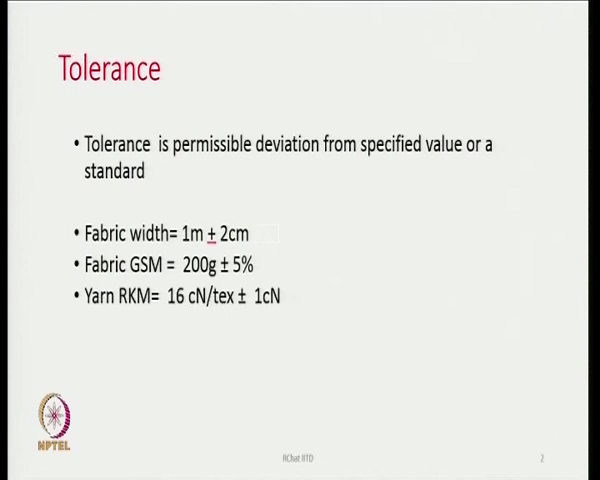 Tolerance
• Tolerance is permissible deviation from specified value or a
standard
• Fabric width= 1m ± 2cm
• Fabric GSM = 200g ± 5%
• Yarn RKM= 16 cN/tex ± 1cN
NPTEL
RChat IITD
2